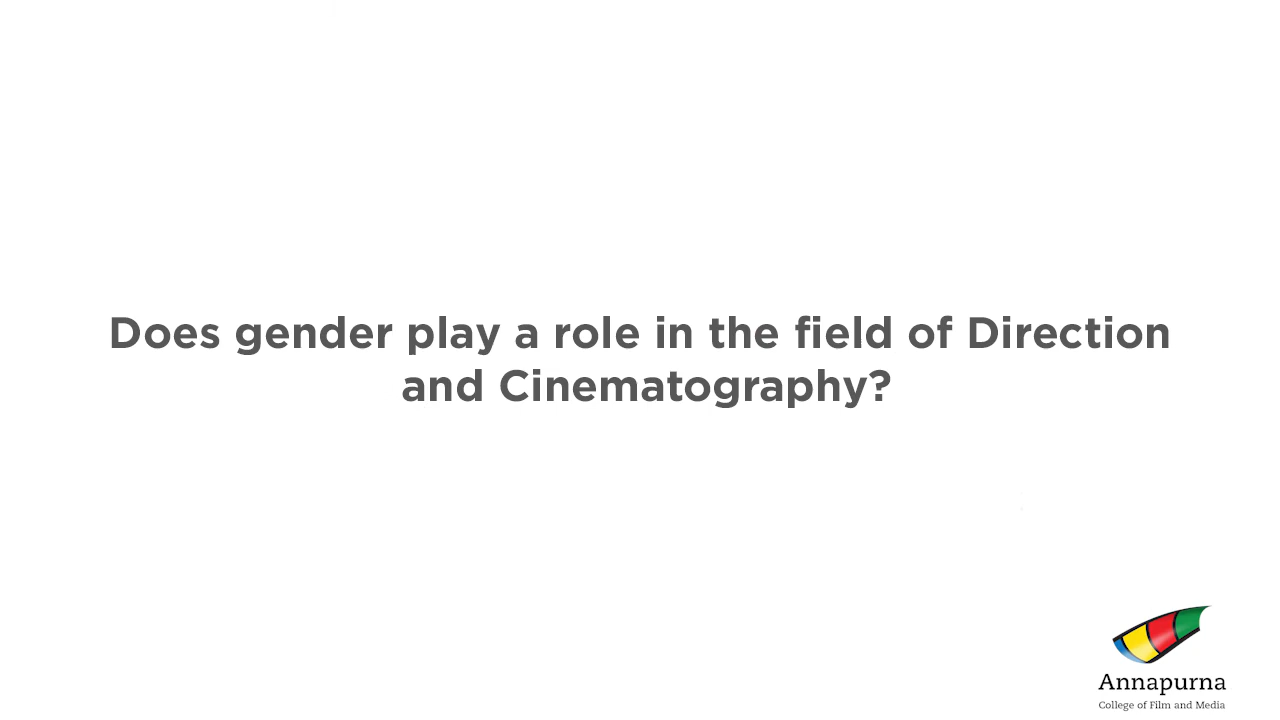 Does gender play a role in the field of Direction
and Cinematography?
Annapurna
College of Film and Media